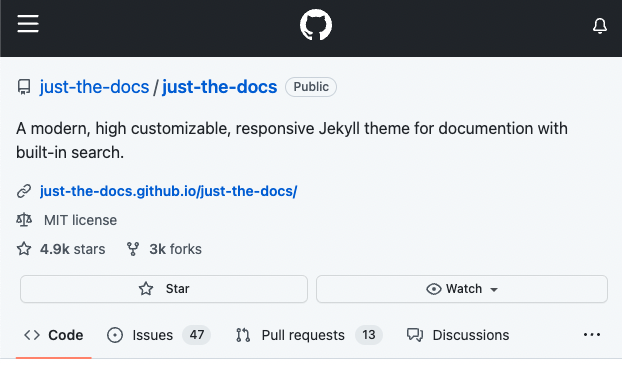 just-the-docs / just-the-docs Public
A modern, high customizable, responsive Jekyll theme for documention with
built-in search.
just-the-docs.github.io/just-the-docs/
MIT license
4.9k stars 3k forks
Star Watch
Code Issues 47 Pull requests 13 Discussions ...